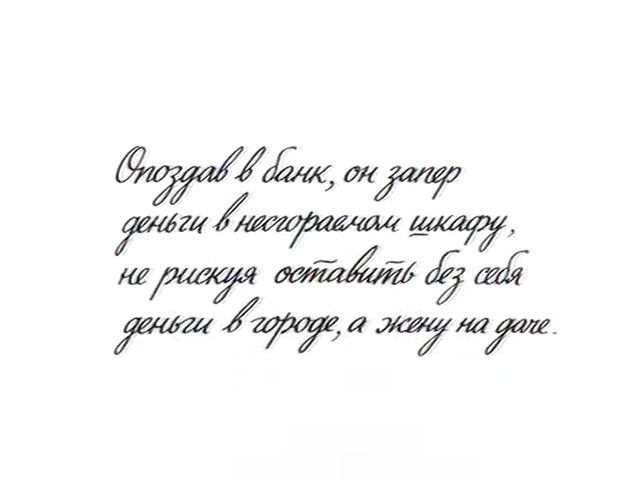 Опоздав в банк, он запер
деньги в несгораемом шкафу,
не рискуя оставить без себя
деньги в городе, а жену на даче.